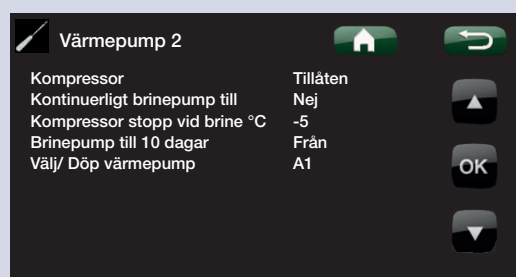 Värmepump 2
Kompressor Tillåten
Kontinuerligt brinepump till Nej
Kompressor stopp vid brine °C -5
Brinepump till 10 dagar Från
Välj/ Döp värmepump A1
OK